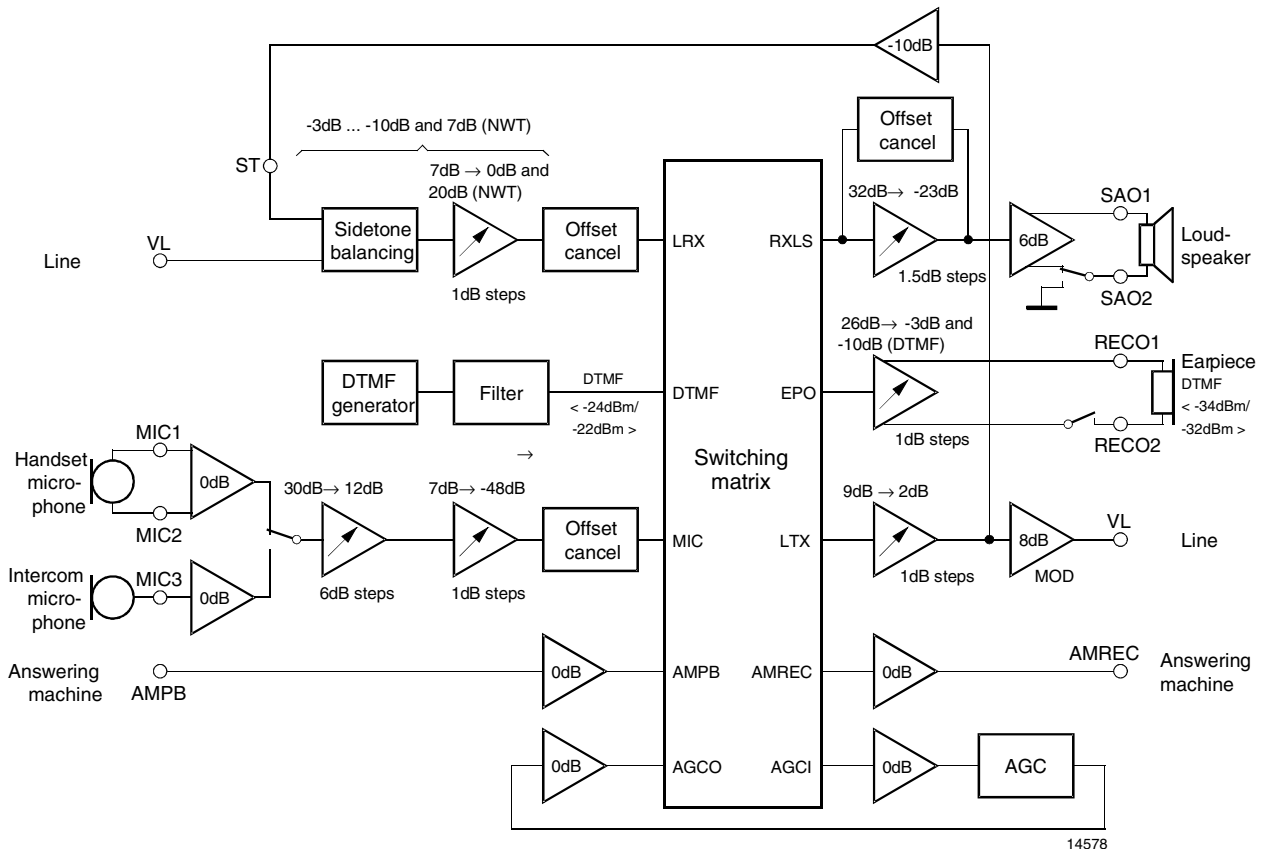 -10dB
-3dB ... -10dB and 7dB (NWT)
Offset
cancel
ST
7dB → 0dB and
20dB (NWT)
32dB→ -23dB
SAO1
Line
VL
Sidetone
balancing
Offset
cancel
LRX
RXLS
6dB
Loud-
speaker
1dB steps
1.5dB steps
SAO2
26dB→ -3dB and
-10dB (DTMF)
RECO1
DTMF
generator
Filter
DTMF
< -24dBm/
-22dBm >
→
DTMF
EPO
1dB steps
Earpiece
DTMF
< -34dBm/
-32dBm >
RECO2
Switching
matrix
MIC1
Handset
micro-
phone
0dB
MIC2
30dB→ 12dB
7dB → -48dB
Offset
cancel
MIC
LTX
9dB → 2dB
8dB
MOD
VL
Line
1dB steps
Intercom
micro-
phone
MIC3
0dB
6dB steps
1dB steps
Answering
machine
AMPB
0dB
AMPB
AMREC
0dB
AMREC
Answering
machine
0dB
AGCO
AGCI
0dB
AGC
14578